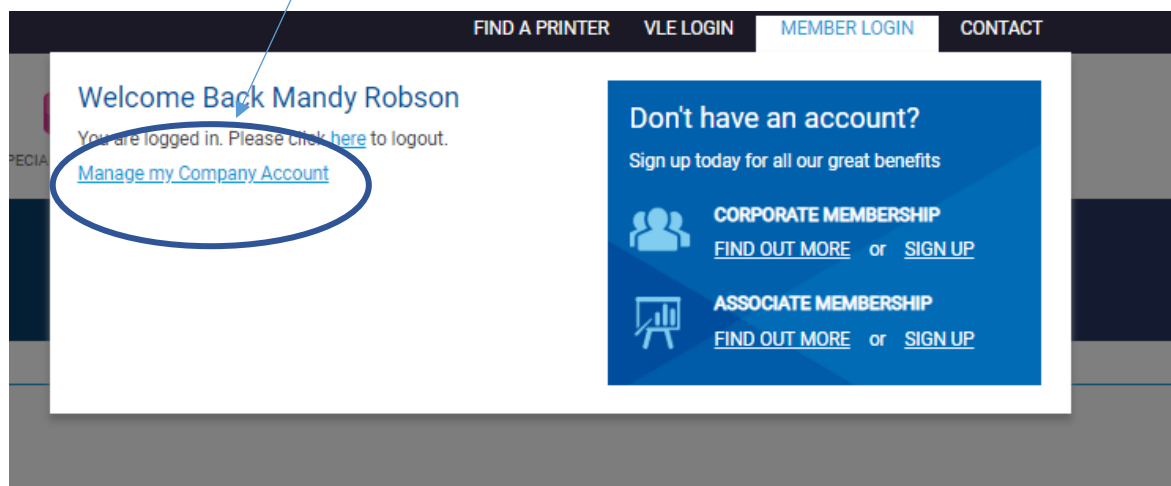 FIND A PRINTER VLE LOGIN MEMBER LOGIN CONTACT
Welcome Back Mandy Robson
You are logged in. Please click here to logout.
Manage my Company Account
PECIA
Don't have an account?
Sign up today for all our great benefits
CORPORATE MEMBERSHIP
FIND OUT MORE or SIGN UP
ASSOCIATE MEMBERSHIP
FIND OUT MORE or SIGN UP